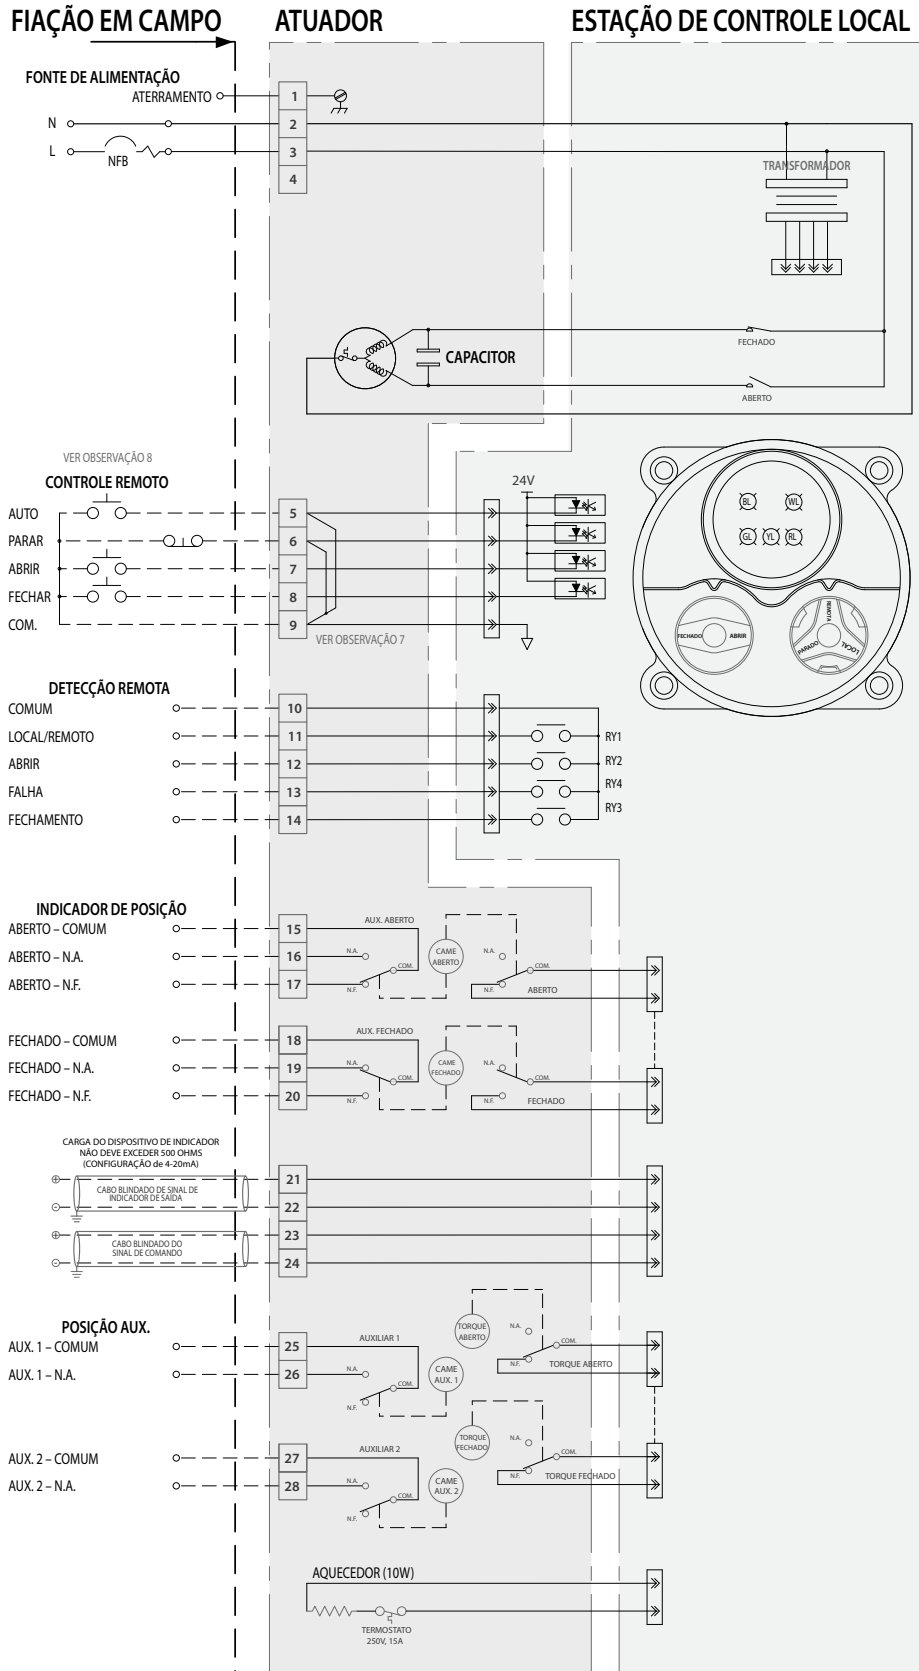 FIAÇÃO EM CAMPO
ATUADOR
ESTAÇÃO DE CONTROLE LOCAL
FONTE DE ALIMENTAÇÃO
ATERRAMENTO
1
N
2
L
NFB
3
4
TRANSFORMADOR
FECHADO
CAPACITOR
ABERTO
VER OBSERVAÇÃO 8
CONTROLE REMOTO
24V
AUTO
5
PARAR
6
ABRIR
7
FECHAR
8
COM.
9
VER OBSERVAÇÃO 7
BL
WL
GL
YL
RL
FECHADO
ABRIR
REMOTA
PARADO
LOCAL
DETECÇÃO REMOTA
COMUM
10
LOCAL/REMOTO
11
RY1
ABRIR
12
RY2
FALHA
13
RY4
FECHAMENTO
14
RY3
INDICADOR DE POSIÇÃO
ABERTO – COMUM
15
AUX. ABERTO
ABERTO – N.A.
16
N.A.
COM.
CAME
ABERTO
N.A.
COM.
ABERTO – N.F.
17
N.F.
N.F.
ABERTO
FECHADO – COMUM
18
AUX. FECHADO
FECHADO – N.A.
19
N.A.
COM.
CAME
FECHADO
N.A.
COM.
FECHADO – N.F.
20
N.F.
N.F.
FECHADO
CARGA DO DISPOSITIVO DE INDICADOR
NÃO DEVE EXCEDER 500 OHMS
(CONFIGURAÇÃO de 4-20mA)
21
CABO BLINDADO DE SINAL DE
INDICADOR DE SAÍDA
22
23
CABO BLINDADO DO
SINAL DE COMANDO
24
POSIÇÃO AUX.
AUX. 1 – COMUM
25
AUXILIAR 1
TORQUE
ABERTO
N.A.
COM.
N.F.
TORQUE ABERTO
AUX. 1 – N.A.
26
N.A.
COM.
N.F.
CAME
AUX. 1
AUX. 2 – COMUM
27
AUXILIAR 2
TORQUE
FECHADO
N.A.
COM.
N.F.
TORQUE FECHADO
AUX. 2 – N.A.
28
N.A.
COM.
N.F.
CAME
AUX. 2
AQUECEDOR (10W)
TERMOSTATO
250V, 15A